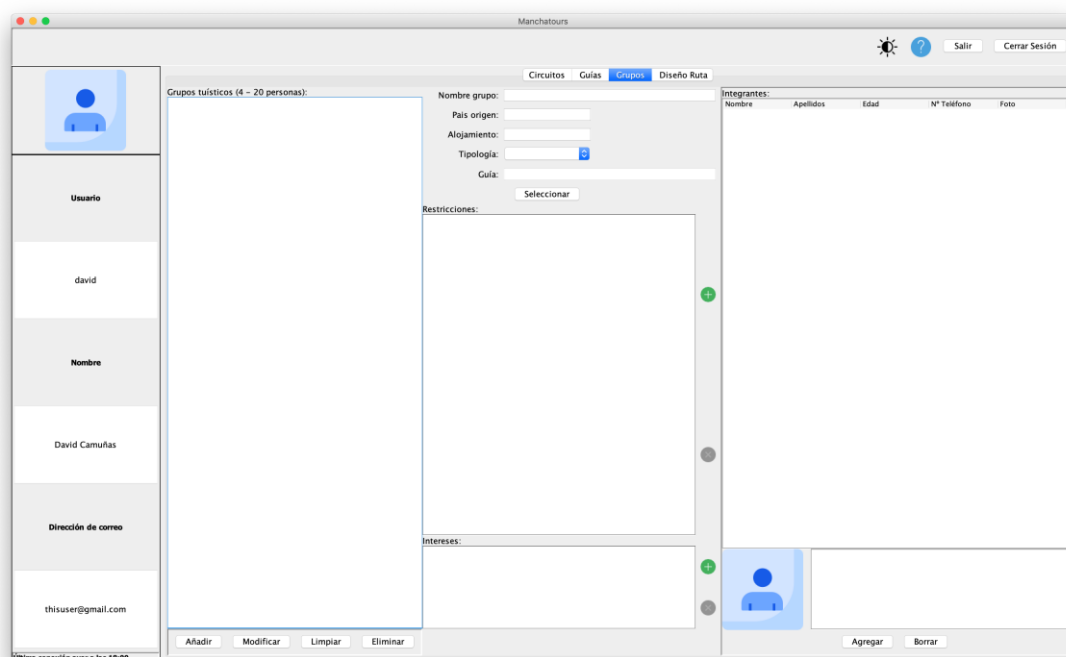 Manchatours
Salir
Cerrar Sesión
Circuitos
Guías
Grupos
Diseño Ruta
Usuario
david
Nombre
David Camuñas
Dirección de correo
thisuser@gmail.com
Grupos tuísticos (4 - 20 personas):
Añadir
Modificar
Limpiar
Eliminar
Nombre grupo:
Pais origen:
Alojamiento:
Tipología:
Guía:
Seleccionar
Restricciones:
Intereses:
Integrantes:
Nombre
Apellidos
Edad
Nº Teléfono
Foto
Agregar
Borrar